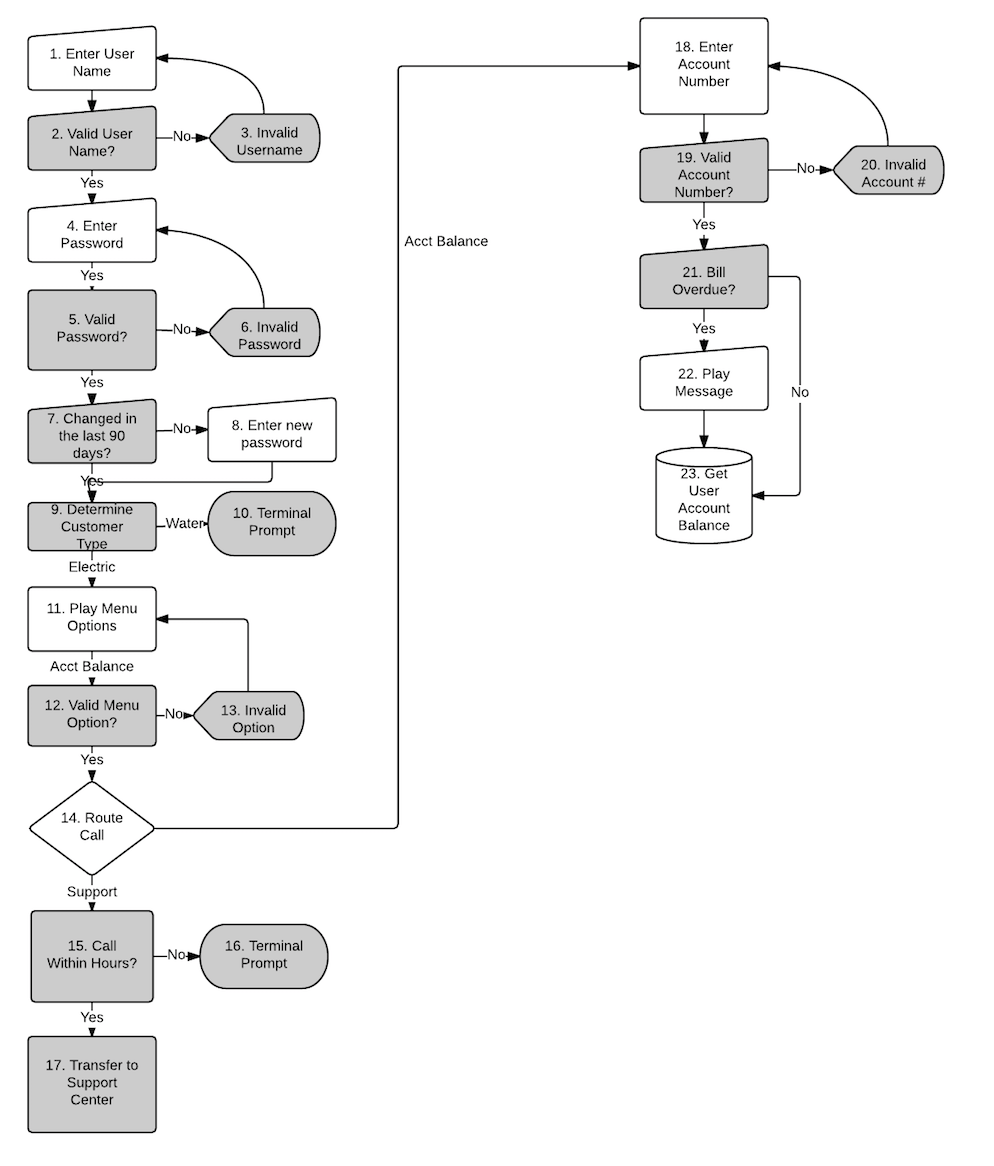 1. Enter User
Name
2. Valid User
Name?
No
3. Invalid
Username
Yes
4. Enter
Password
Yes
5. Valid
Password?
No
6. Invalid
Password
Yes
7. Changed in
the last 90
days?
No
8. Enter new
password
Yes
9. Determine
Customer
Type
Water
10. Terminal
Prompt
Electric
11. Play Menu
Options
Acct Balance
12. Valid Menu
Option?
No
13. Invalid
Option
Yes
14. Route
Call
Support
15. Call
Within Hours?
No
16. Terminal
Prompt
Yes
17. Transfer to
Support
Center
Acct Balance
18. Enter
Account
Number
19. Valid
Account
Number?
No
20. Invalid
Account #
Yes
21. Bill
Overdue?
Yes
22. Play
Message
No
23. Get
User
Account
Balance